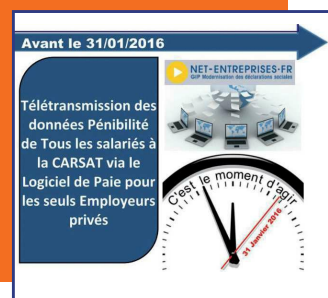 Avant le 31/01/2016
NET-ENTREPRISES·FR
GIP Modernisation des déclarations sociales
Télétransmission des
données Pénibilité
de Tous les salariés à
la CARSAT via le
Logiciel de Paie pour
les seuls Employeurs
privés
C'est le moment d'agir
31 Janvier 2016